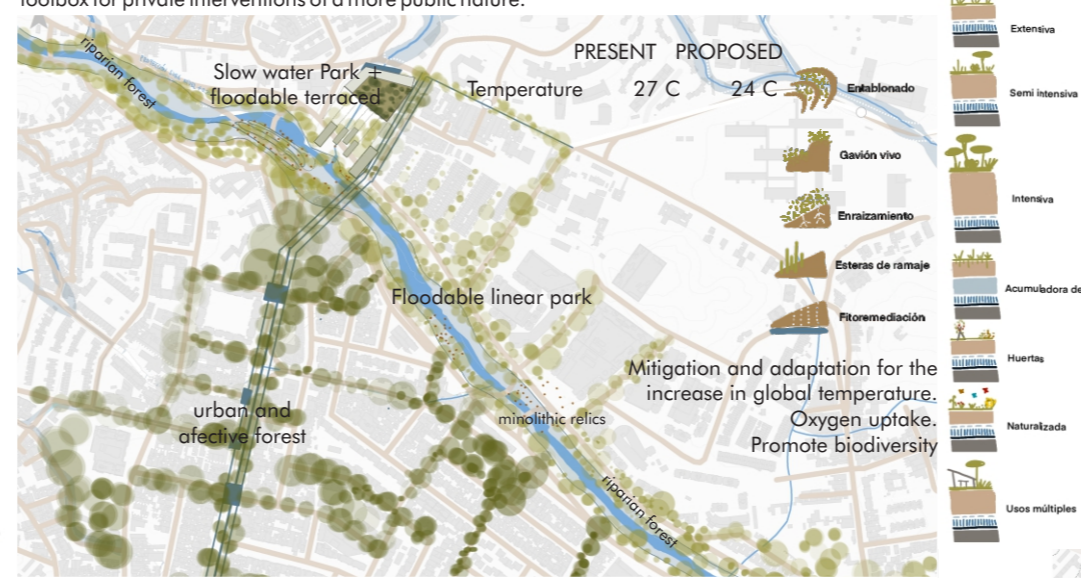 Toolbox for private interventions of a more public nature.
riparian forest
Slow water Park +
floodable terraced
PRESENT PROPOSED
Temperature 27 C 24 C
Entablonado
Gavión vivo
Enraizamiento
Esteras de ramaje
Fitoremediación
Extensiva
Semi intensiva
Intensiva
Acumuladora de
Huertas
Naturalizada
Usos múltiples
Floodable linear park
Mitigation and adaptation for the
increase in global temperature.
Oxygen uptake.
Promote biodiversity
urban and
afective forest
minolithic relics
riparian forest